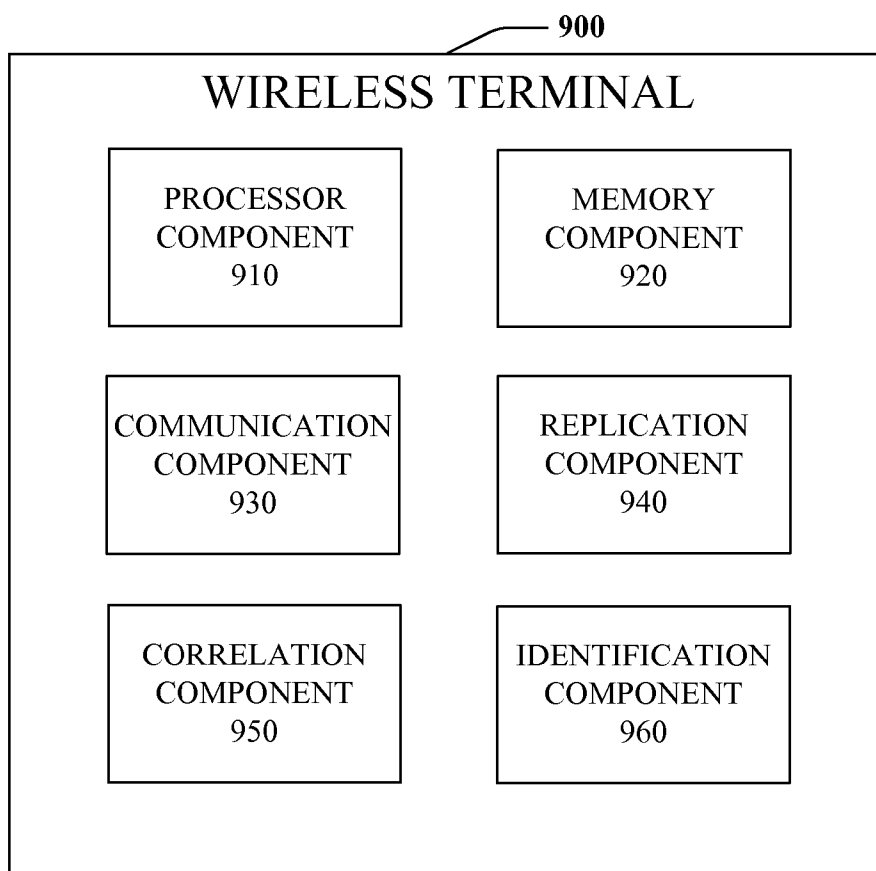 900
WIRELESS TERMINAL
PROCESSOR
COMPONENT
910
MEMORY
COMPONENT
920
COMMUNICATION
COMPONENT
930
REPLICATION
COMPONENT
940
CORRELATION
COMPONENT
950
IDENTIFICATION
COMPONENT
960